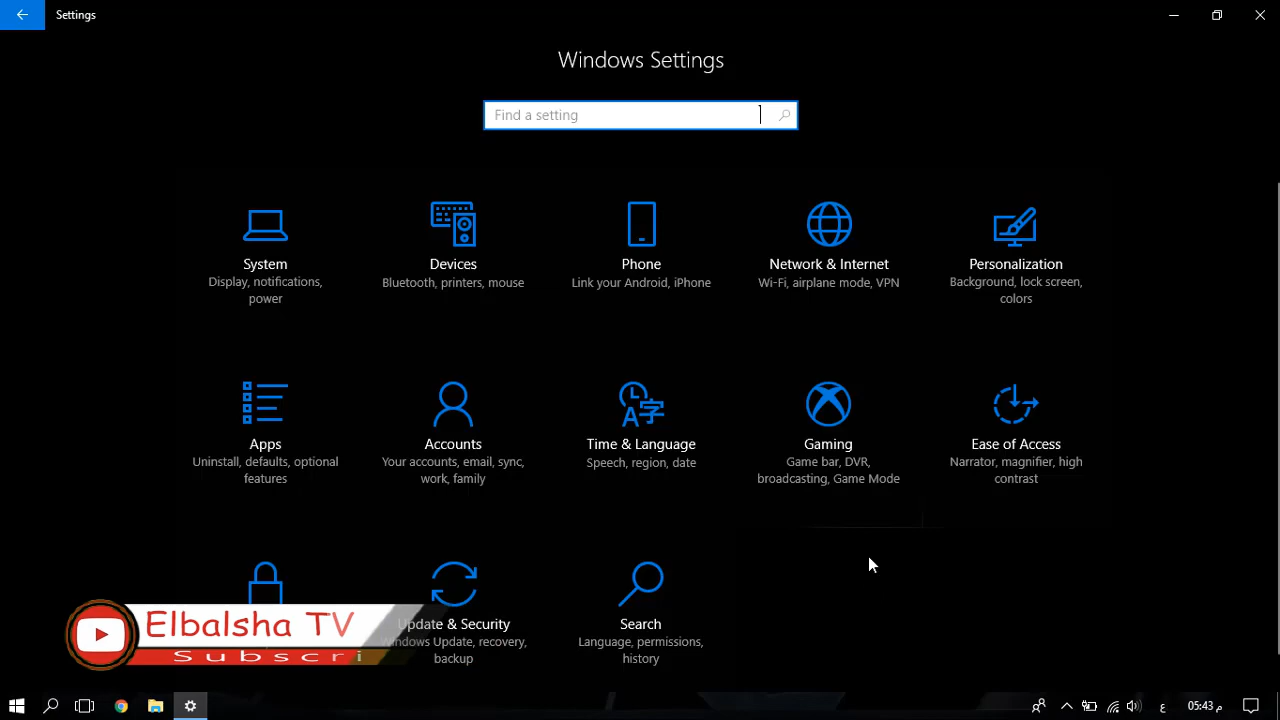 Settings
Windows Settings
Find a setting
System
Display, notifications,
power
Devices
Bluetooth, printers, mouse
Phone
Link your Android, iPhone
Network & Internet
Wi-Fi, airplane mode, VPN
Personalization
Background, lock screen,
colors
Apps
Uninstall, defaults, optional
features
Accounts
Your accounts, email, sync,
work, family
Time & Language
Speech, region, date
Gaming
Game bar, DVR,
broadcasting, Game Mode
Ease of Access
Narrator, magnifier, high
contrast
Update & Security
Windows Update, recovery,
backup
Search
Language, permissions,
history
Elbalsha TV
Subscri
ع
05:43 م